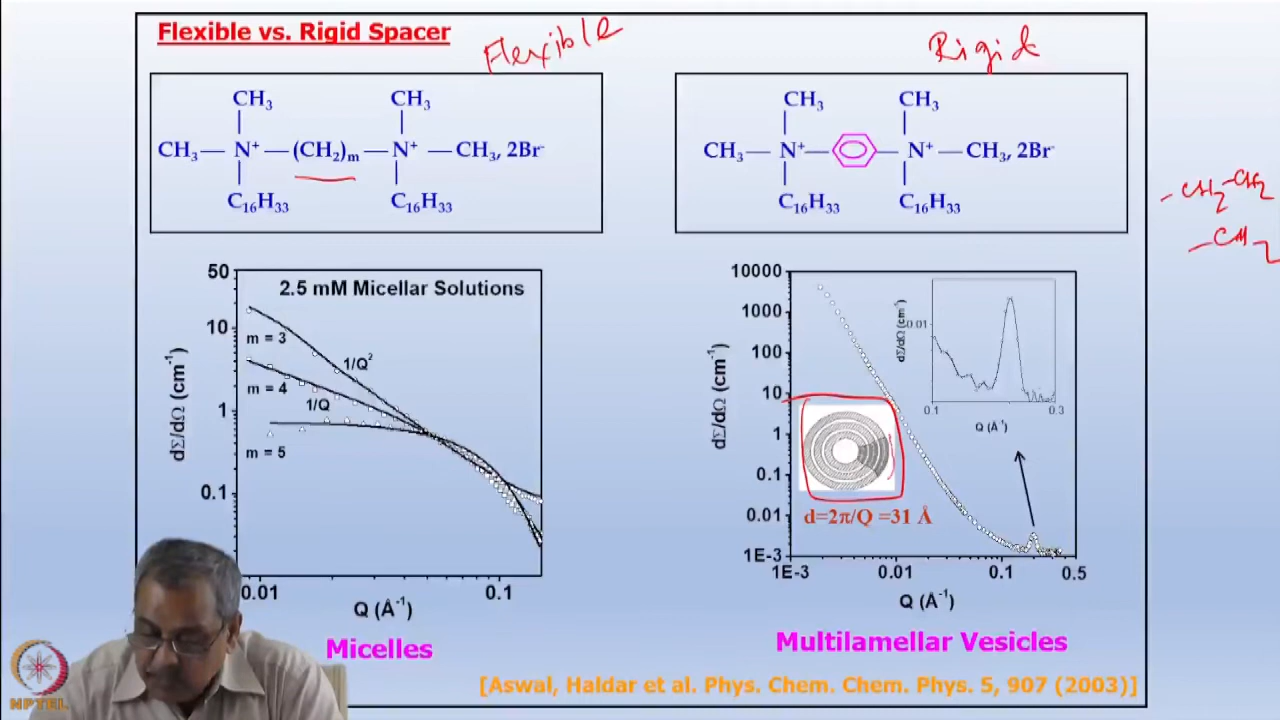 Flexible vs. Rigid Spacer
Flexible
Rigid
CH₃ CH₃
CH₃— N⁺ — (CH₂)ₘ — N⁺ — CH₃, 2Br⁻
C₁₆H₃₃ C₁₆H₃₃
CH₃ CH₃
CH₃ — N⁺— —N⁺ — CH₃, 2Br⁻
C₁₆H₃₃ C₁₆H₃₃
-CH₂-CH₂
-CH₂
2.5 mM Micellar Solutions
50
10
1
0.1
dΣ/dΩ (cm⁻¹)
m = 3
1/Q²
m = 4
1/Q
m = 5
0.01 0.1
Q (Å⁻¹)
Micelles
10000
1000
100
10
1
0.1
0.01
1E-3
dΣ/dΩ (cm⁻¹)
dΣ/dΩ (cm⁻¹)
0.01
0.1 0.3
Q (Å⁻¹)
d=2π/Q =31 Å
1E-3 0.01 0.1 0.5
Q (Å⁻¹)
Multilamellar Vesicles
[Aswal, Haldar et al. Phys. Chem. Chem. Phys. 5, 907 (2003)]
NPTEL